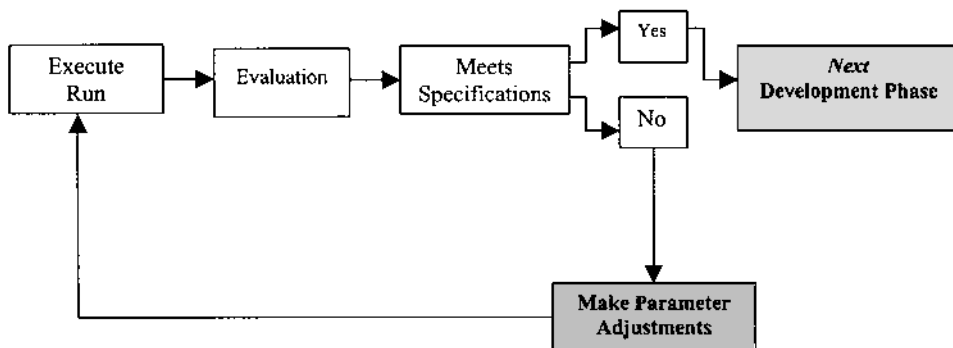 Execute
Run
Evaluation
Meets
Specifications
Yes
No
Next
Development Phase
Make Parameter
Adjustments